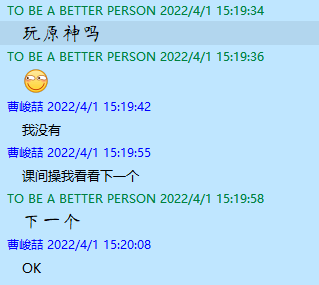 TO BE A BETTER PERSON 2022/4/1 15:19:34
玩原神吗
TO BE A BETTER PERSON 2022/4/1 15:19:36
曹峻喆 2022/4/1 15:19:42
我没有
曹峻喆 2022/4/1 15:19:55
课间操我看看下一个
TO BE A BETTER PERSON 2022/4/1 15:19:58
下一个
曹峻喆 2022/4/1 15:20:08
OK